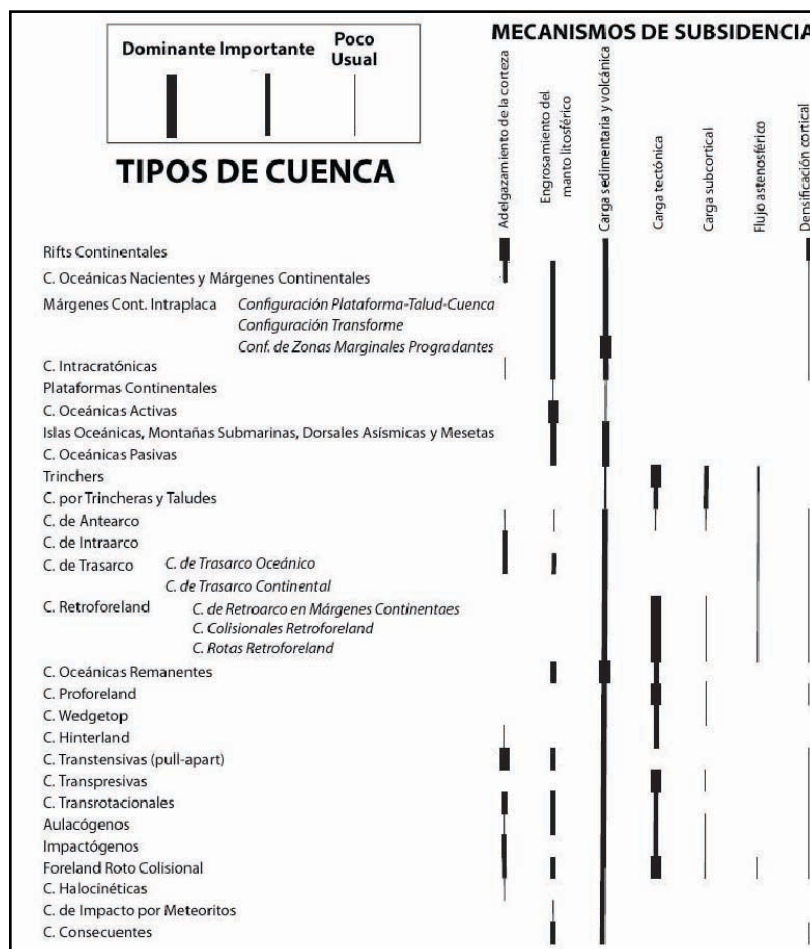 MECANISMOS DE SUBSIDENCIA
Dominante Importante Poco Usual
TIPOS DE CUENCA
Adelgazamiento de la corteza
Engrosamiento del manto litosférico
Carga sedimentaria y volcánica
Carga tectónica
Carga subcortical
Flujo astenosférico
Densificación cortical
Rifts Continentales
C. Oceánicas Nacientes y Márgenes Continentales
Márgenes Cont. Intraplaca Configuración Plataforma-Talud-Cuenca
Configuración Transforme
Conf. de Zonas Marginales Progradantes
C. Intracratónicas
Plataformas Continentales
C. Oceánicas Activas
Islas Oceánicas, Montañas Submarinas, Dorsales Asísmicas y Mesetas
C. Oceánicas Pasivas
Trinchers
C. por Trincheras y Taludes
C. de Antearco
C. de Intraarco
C. de Trasarco C. de Trasarco Oceánico
C. de Trasarco Continental
C. Retroforeland C. de Retroarco en Márgenes Continentaes
C. Colisionales Retroforeland
C. Rotas Retroforeland
C. Oceánicas Remanentes
C. Proforeland
C. Wedgetop
C. Hinterland
C. Transtensivas (pull-apart)
C. Transpresivas
C. Transrotacionales
Aulacógenos
Impactógenos
Foreland Roto Colisional
C. Halocinéticas
C. de Impacto por Meteoritos
C. Consecuentes